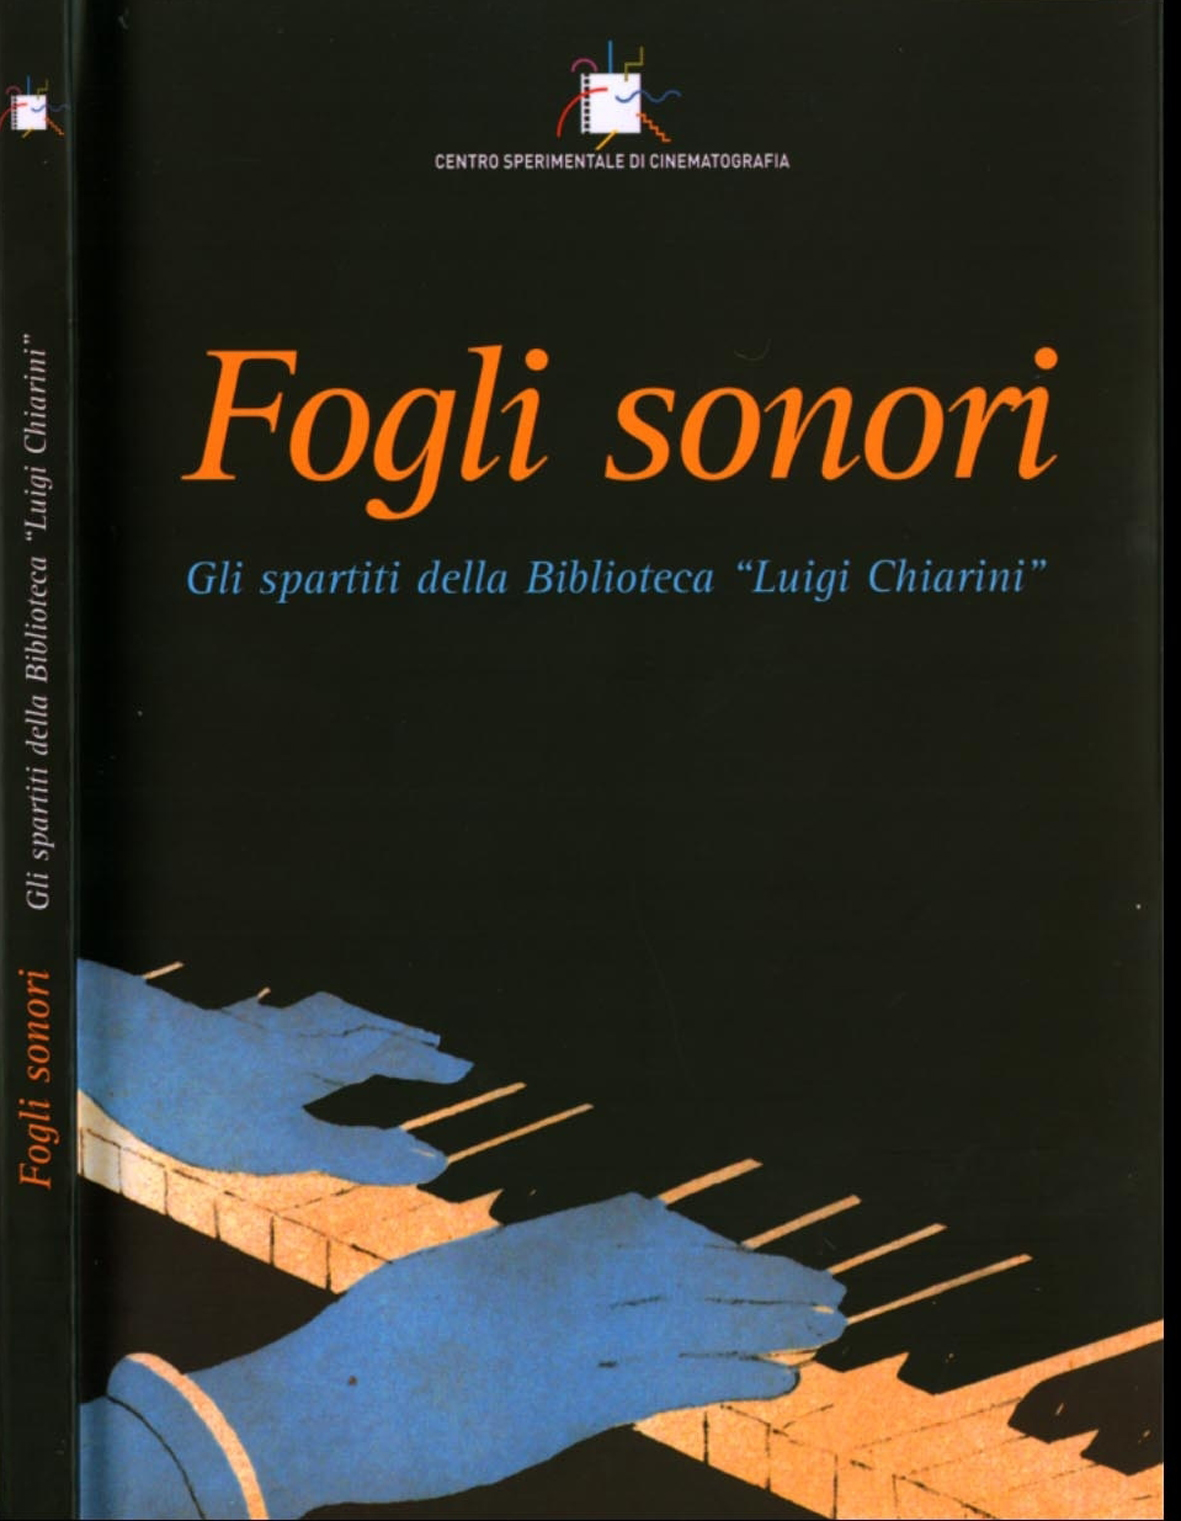 CENTRO SPERIMENTALE DI CINEMATOGRAFIA
Fogli sonori
Gli spartiti della Biblioteca “Luigi Chiarini”
Fogli sonori Gli spartiti della Biblioteca “Luigi Chiarini”